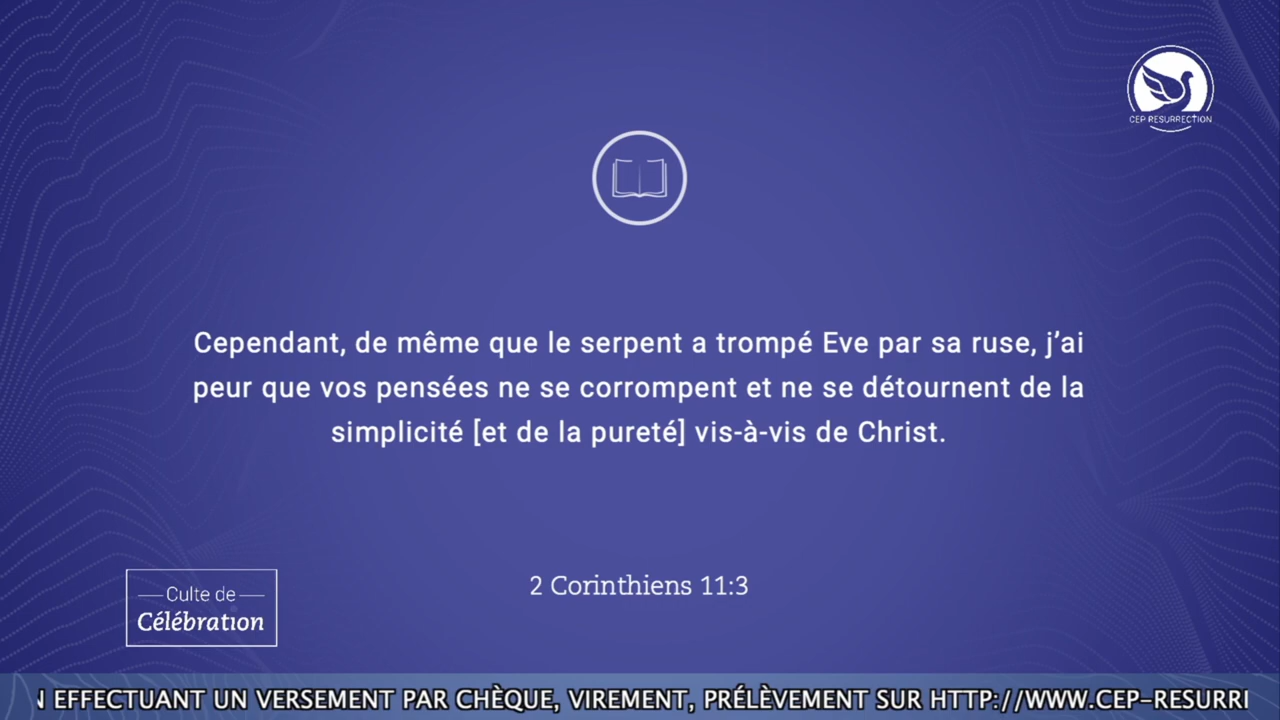 CEP RESURRECTION
Cependant, de même que le serpent a trompé Eve par sa ruse, j’ai
peur que vos pensées ne se corrompent et ne se détournent de la
simplicité [et de la pureté] vis-à-vis de Christ.
2 Corinthiens 11:3
Culte de
Célébration
EFFECTUANT UN VERSEMENT PAR CHÈQUE, VIREMENT, PRÉLÈVEMENT SUR HTTP://WWW.CEP-RESURRI